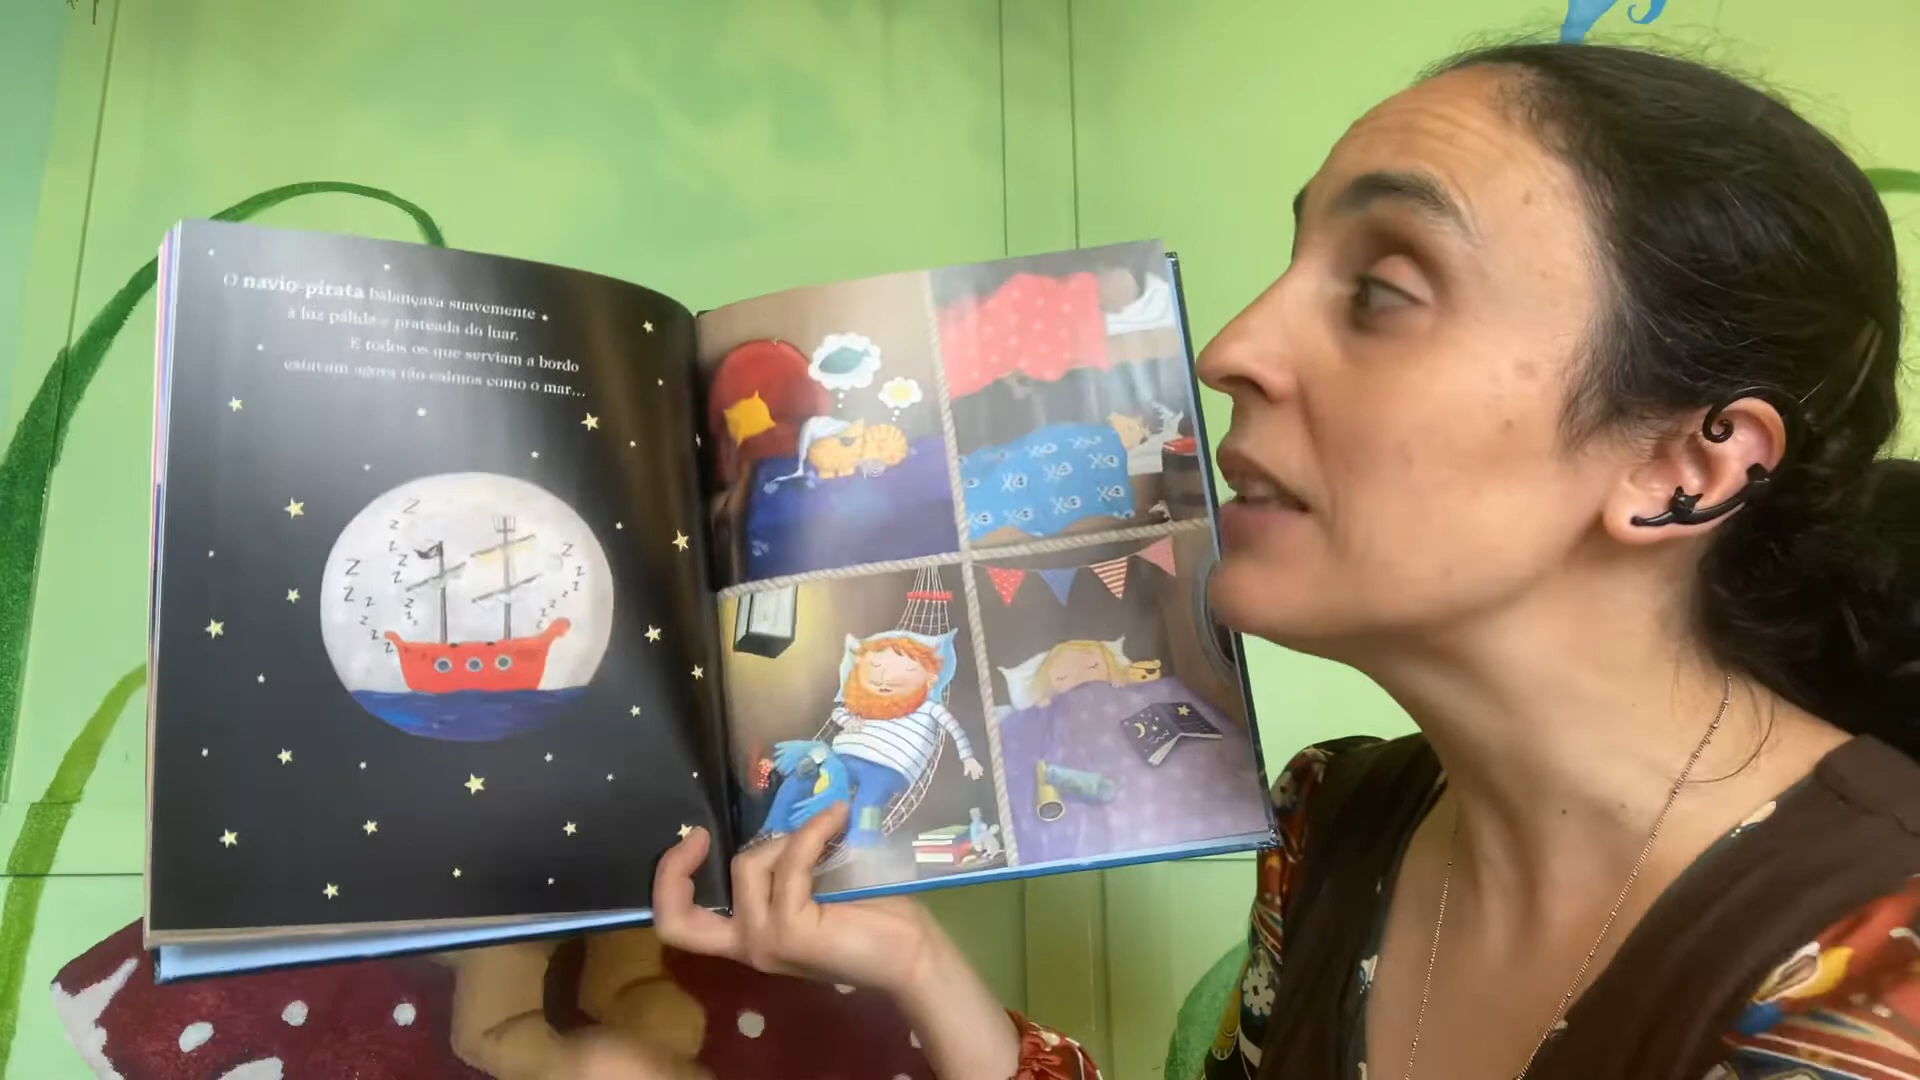 O navio-pirata balançava suavemente
à luz pálida e prateada do luar.
E todos os que serviam a bordo
estavam agora tão calmos como o mar...
Z
Z
Z
Z
Z
Z
Z
Z
Z
Z